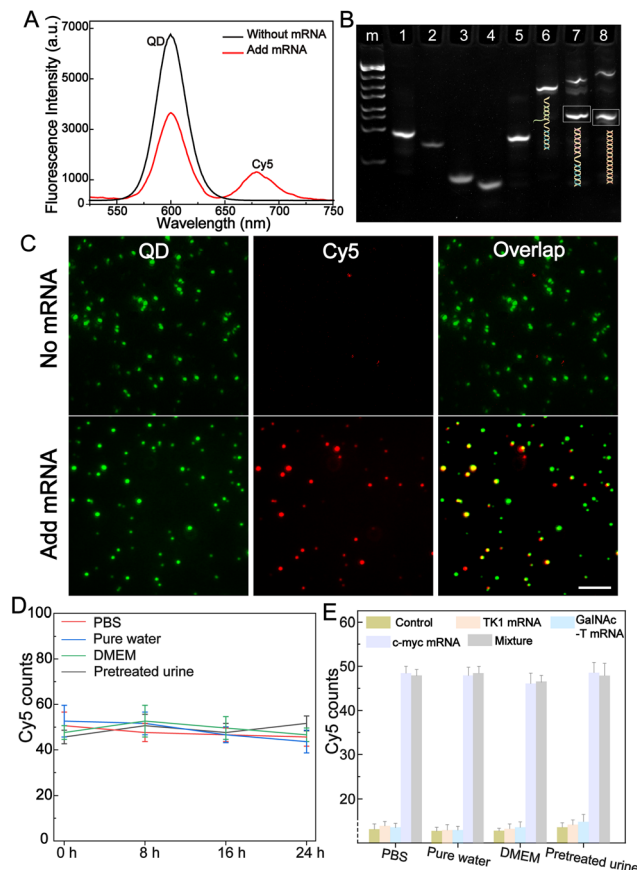 A
Fluorescence Intensity (a.u.)
7000
5000
3000
1000
0
550
600
650
700
750
Wavelength (nm)
QD
Cy5
Without mRNA
Add mRNA
B
m 1 2 3 4 5 6 7 8
C
QD Cy5 Overlap
No mRNA
Add mRNA
D
Cy5 counts
100
80
60
40
20
0
0 h 8 h 16 h 24 h
PBS
Pure water
DMEM
Pretreated urine
E
Cy5 counts
60
50
40
30
20
PBS Pure water DMEM Pretreated urine
Control TK1 mRNA GalNAc
-T mRNA
c-myc mRNA Mixture